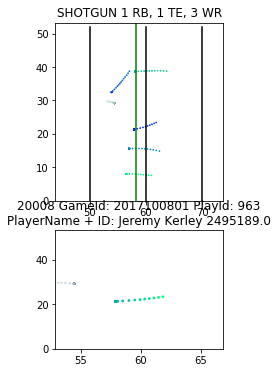 SHOTGUN 1 RB, 1 TE, 3 WR
50
40
30
20
10
0
50 60 70
20008 GameId: 2017100801 PlayId: 963
PlayerName + ID: Jeremy Kerley 2495189.0
40
20
0
55 60 65